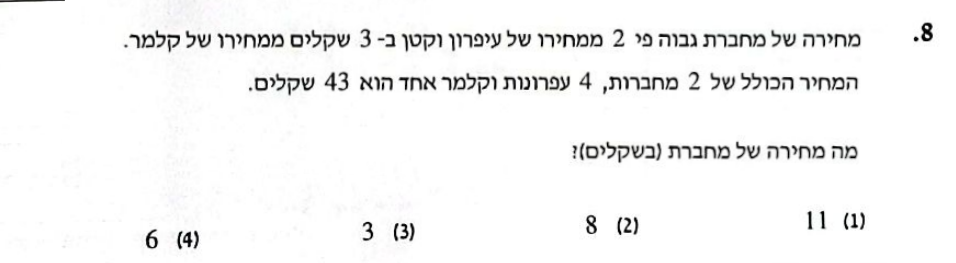 8. מחירה של מחברת גבוה פי 2 ממחירו של עיפרון וקטן ב- 3 שקלים ממחירו של קלמר.
המחיר הכולל של 2 מחברות, 4 עפרונות וקלמר אחד הוא 43 שקלים.
מה מחירה של מחברת (בשקלים)?
(1) 11 (2) 8 (3) 3 (4) 6